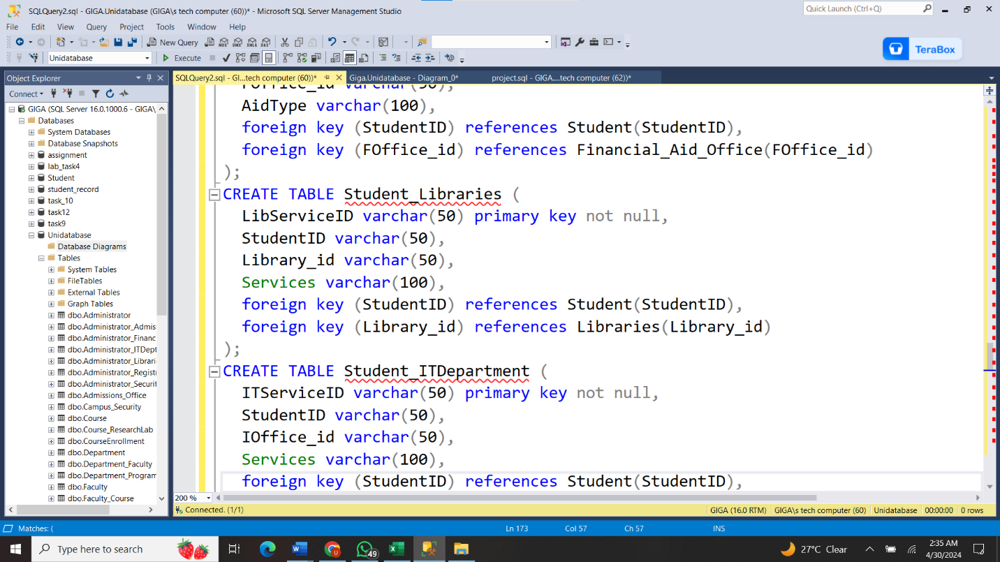 SQLQuery2.sql - GIGA.Unidatabase (GIGA\s tech computer (60))* - Microsoft SQL Server Management Studio
Quick Launch (Ctrl+Q)
File Edit View Query Project Tools Window Help
New Query
MDX DMX XMLA DAX
TeraBox
Unidatabase
Execute
Object Explorer
SQLQuery2.sql - GI...tech computer (60))*
Giga.Unidatabase - Diagram_0*
project.sql - GIGA....tech computer (62))*
Connect
GIGA (SQL Server 16.0.1000.6 - GIGA\
Databases
System Databases
Database Snapshots
assignment
lab_task4
Student
student_record
task_10
task12
task9
Unidatabase
Database Diagrams
Tables
System Tables
FileTables
External Tables
Graph Tables
dbo.Administrator
dbo.Administrator_Admis
dbo.Administrator_Financ
dbo.Administrator_ITDept
dbo.Administrator_Librari
dbo.Administrator_Registr
dbo.Administrator_Securit
dbo.Admissions_Office
dbo.Campus_Security
dbo.Course
dbo.Course_ResearchLab
dbo.CourseEnrollment
dbo.Department
dbo.Department_Faculty
dbo.Department_Program
dbo.Faculty
dbo.Faculty_Course
FOffice_id varchar(50),
AidType varchar(100),
foreign key (StudentID) references Student(StudentID),
foreign key (FOffice_id) references Financial_Aid_Office(FOffice_id)
);
CREATE TABLE Student_Libraries (
LibServiceID varchar(50) primary key not null,
StudentID varchar(50),
Library_id varchar(50),
Services varchar(100),
foreign key (StudentID) references Student(StudentID),
foreign key (Library_id) references Libraries(Library_id)
);
CREATE TABLE Student_ITDepartment (
ITServiceID varchar(50) primary key not null,
StudentID varchar(50),
IOffice_id varchar(50),
Services varchar(100),
foreign key (StudentID) references Student(StudentID),
200 %
Connected. (1/1)
GIGA (16.0 RTM) GIGA\s tech computer (60) Unidatabase 00:00:00 0 rows
Matches: (
Ln 173 Col 57 Ch 57 INS
Type here to search
49
27°C Clear
2:35 AM
4/30/2024